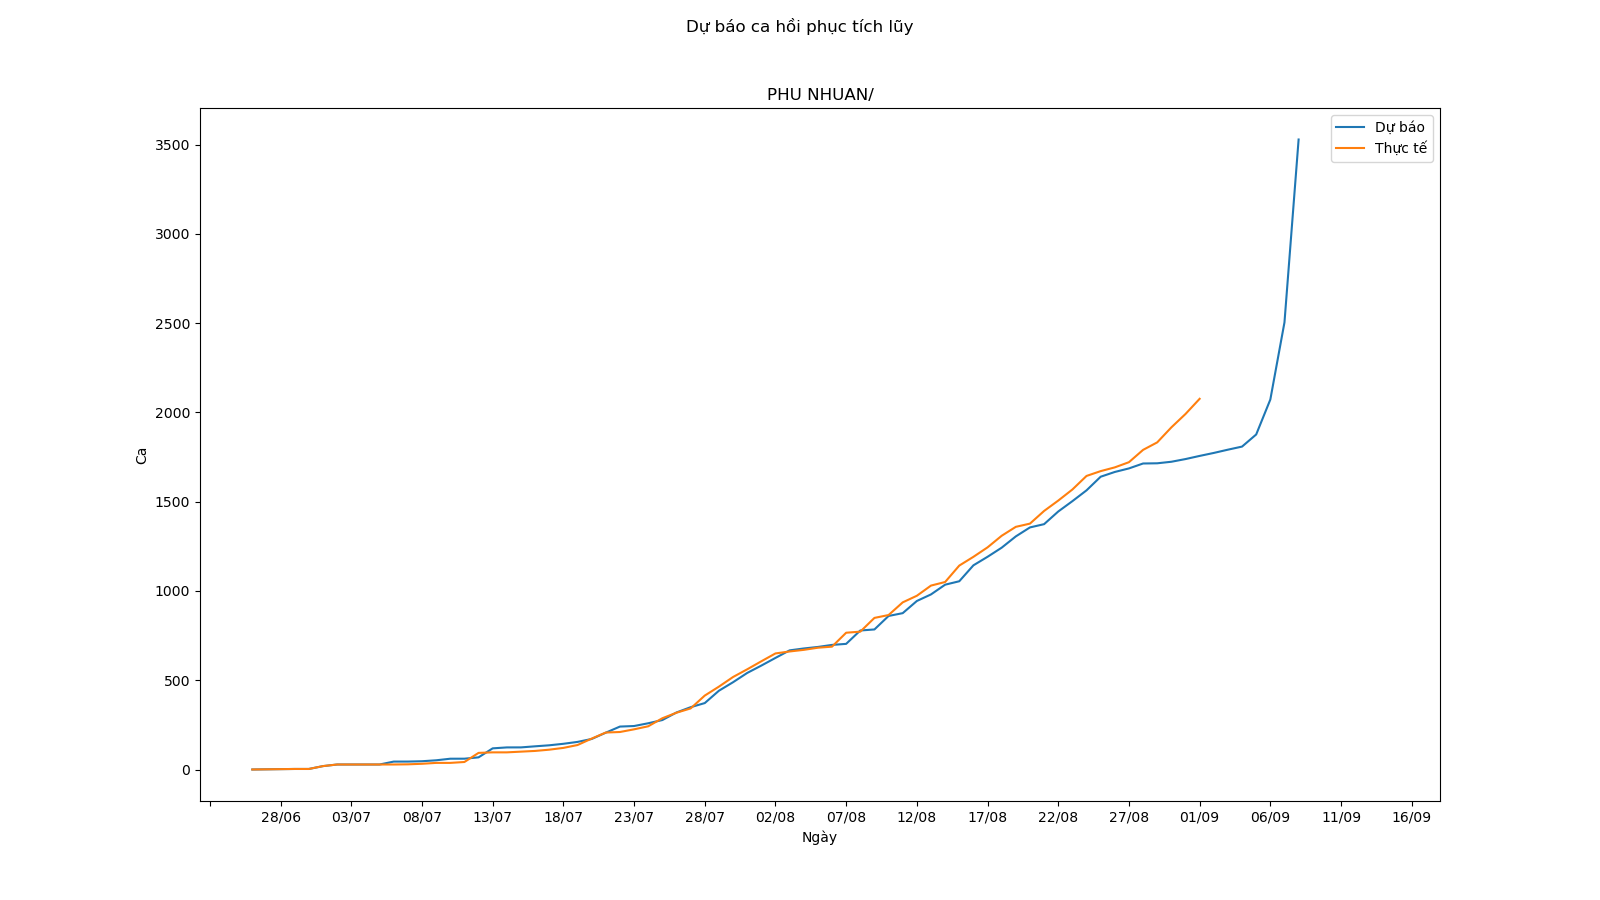 Dự báo ca hồi phục tích lũy
PHU NHUAN/
Dự báo
Thực tế
3500
3000
2500
2000
1500
1000
500
0
Ca
28/06 03/07 08/07 13/07 18/07 23/07 28/07 02/08 07/08 12/08 17/08 22/08 27/08 01/09 06/09 11/09 16/09
Ngày